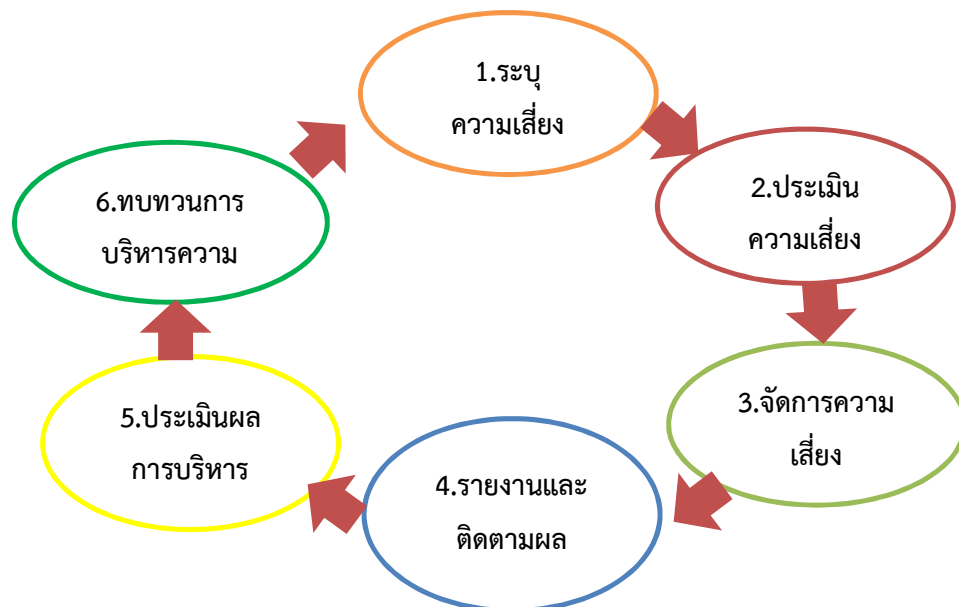 1.ระบุ
ความเสี่ยง
2.ประเมิน
ความเสี่ยง
3.จัดการความ
เสี่ยง
4.รายงานและ
ติดตามผล
5.ประเมินผล
การบริหาร
6.ทบทวนการ
บริหารความ